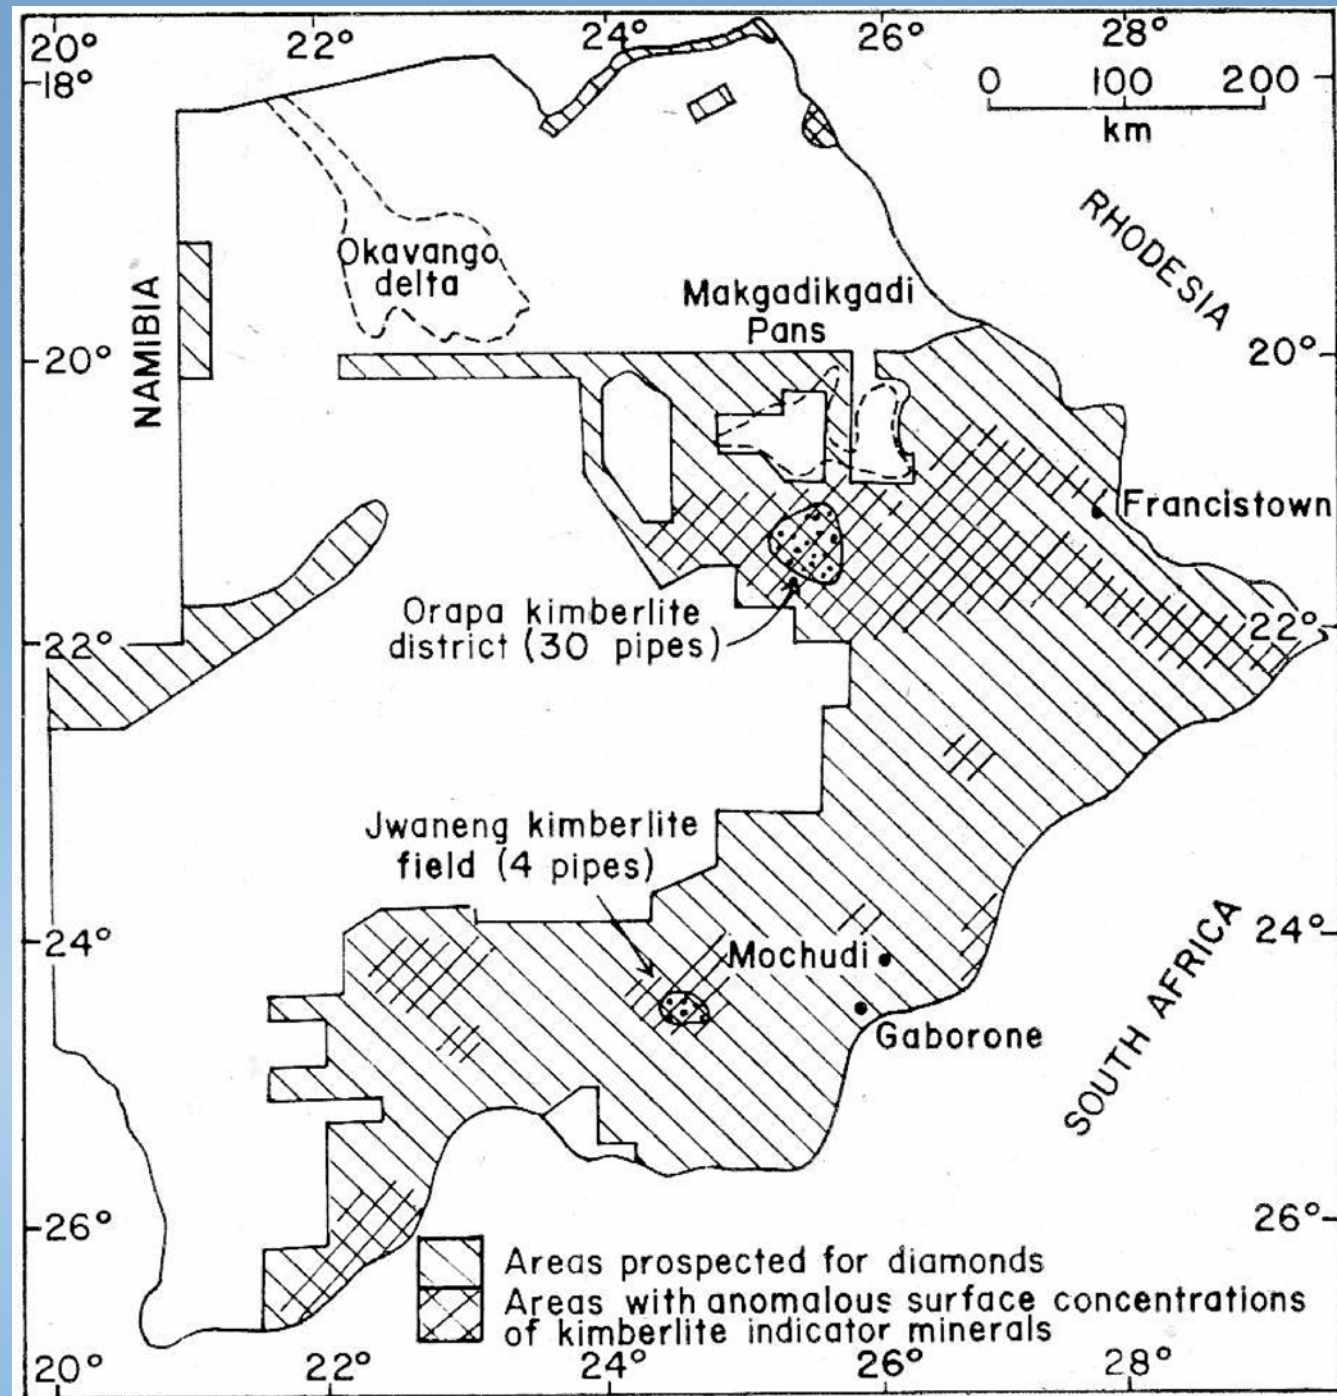 20°
22°
24°
26°
28°
18°
0 100 200
km
RHODESIA
Okavango
delta
Makgadikgadi
Pans
NAMIBIA
20°
20°
Francistown
Orapa kimberlite
district (30 pipes)
22°
22°
Jwaneng kimberlite
field (4 pipes)
24°
24°
Mochudi
Gaborone
SOUTH AFRICA
26°
26°
Areas prospected for diamonds
Areas with anomalous surface concentrations
of kimberlite indicator minerals
20°
22°
24°
26°
28°